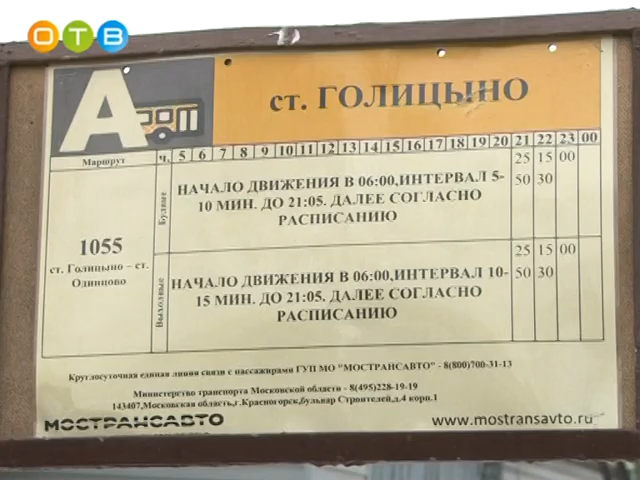 ОТВ
А
ст. ГОЛИЦЫНО
Маршрут ч. 5 6 7 8 9 10 11 12 13 14 15 16 17 18 19 20 21 22 23 00
1055
ст. Голицыно – ст.
Одинцово
Будние
НАЧАЛО ДВИЖЕНИЯ В 06:00,ИНТЕРВАЛ 5-
10 МИН. ДО 21:05. ДАЛЕЕ СОГЛАСНО
РАСПИСАНИЮ
25 15 00
50 30
Выходные
НАЧАЛО ДВИЖЕНИЯ В 06:00,ИНТЕРВАЛ 10-
15 МИН. ДО 21:05. ДАЛЕЕ СОГЛАСНО
РАСПИСАНИЮ
25 15 00
50 30
Круглосуточная единая линия связи с пассажирами ГУП МО "МОСТРАНСАВТО" - 8(800)700-31-13
Министерство транспорта Московской области - 8(495)228-19-19
143407,Московская область,г.Красногорск,бульвар Строителей,д.4 корп.1
МОСТРАНСАВТО
www.mostransavto.ru